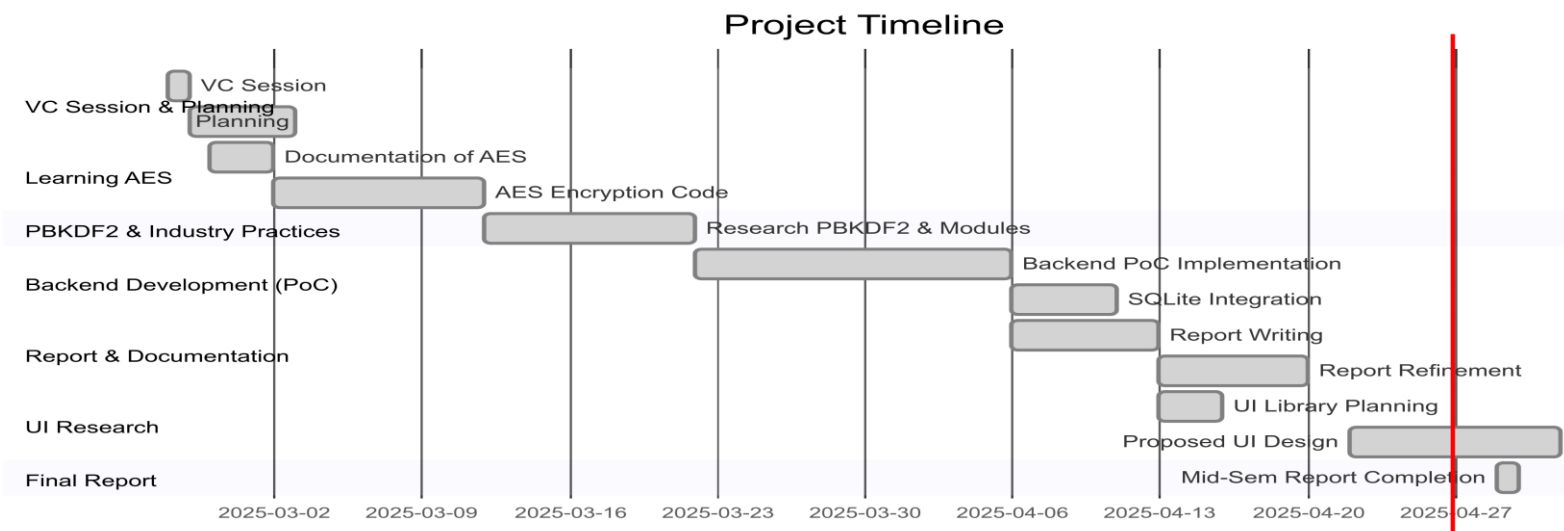 Project Timeline
VC Session
VC Session & Planning
Planning
Documentation of AES
Learning AES
AES Encryption Code
Research PBKDF2 & Modules
PBKDF2 & Industry Practices
Backend PoC Implementation
Backend Development (PoC)
SQLite Integration
Report Writing
Report & Documentation
Report Refinement
UI Library Planning
UI Research
Proposed UI Design
Mid-Sem Report Completion
Final Report
2025-03-02 2025-03-09 2025-03-16 2025-03-23 2025-03-30 2025-04-06 2025-04-13 2025-04-20 2025-04-27